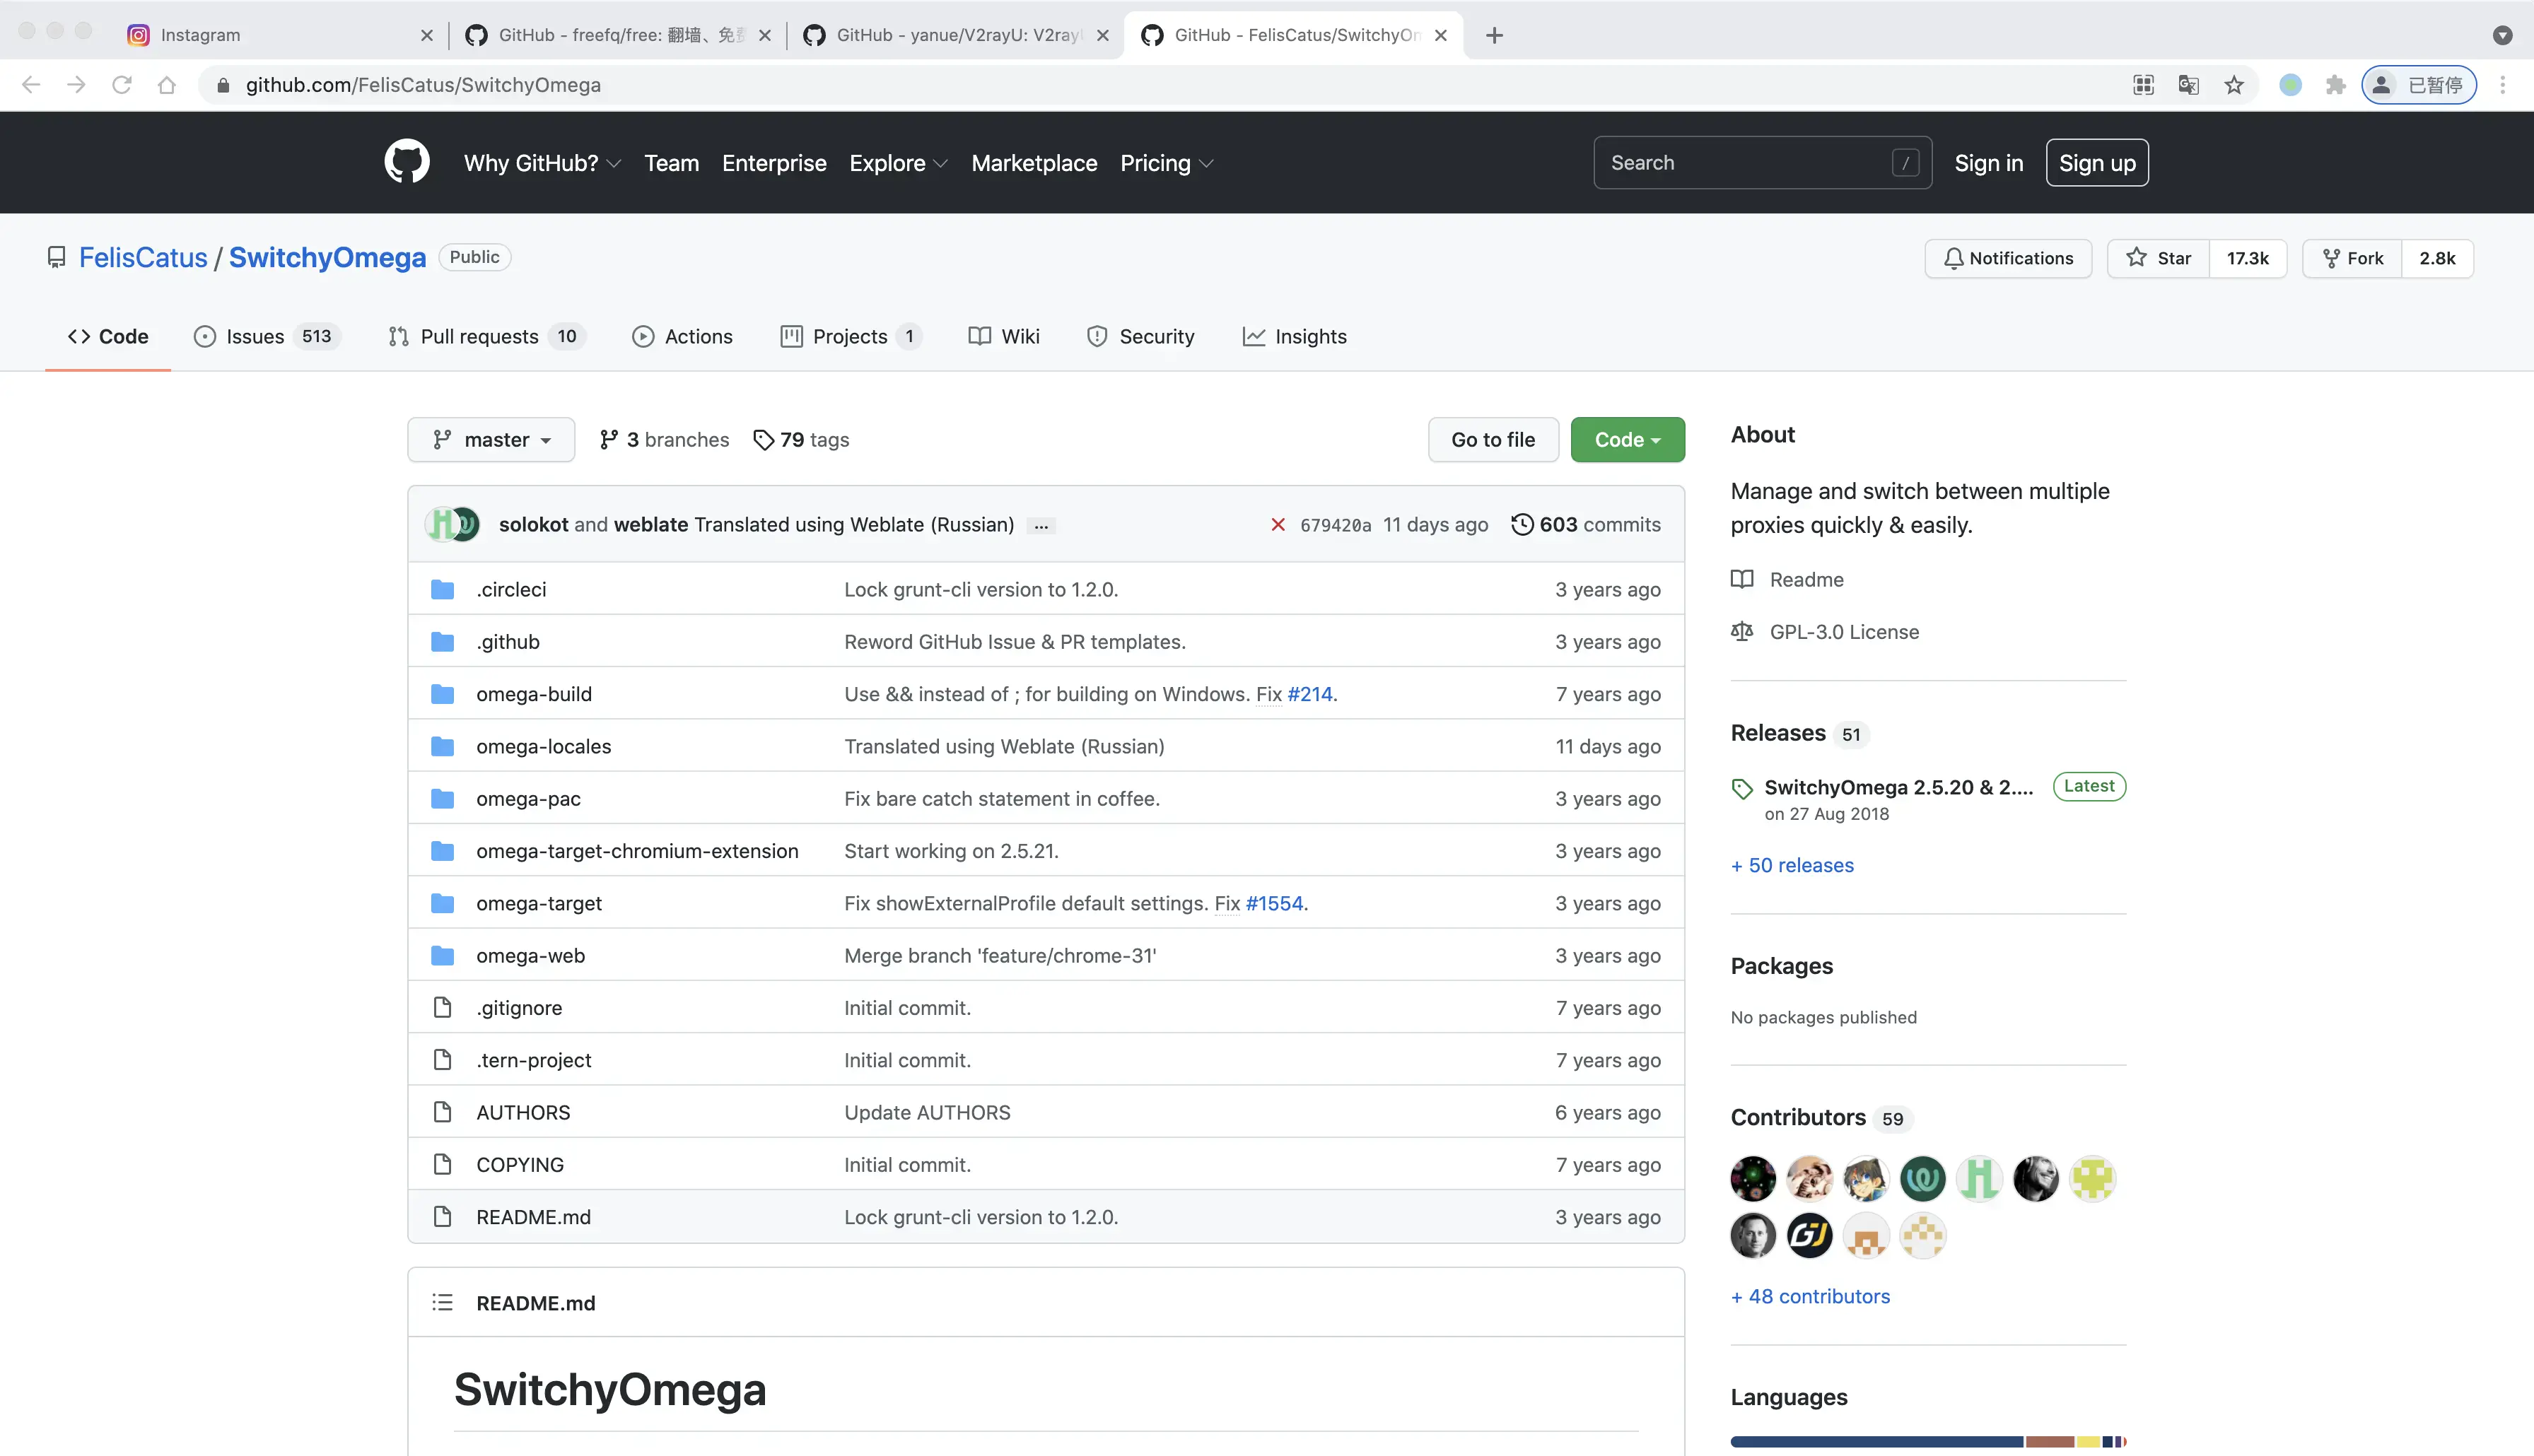 Instagram
GitHub - freefq/free: 翻墙、免费
GitHub - yanue/V2rayU: V2rayU
GitHub - FelisCatus/SwitchyOm
github.com/FelisCatus/SwitchyOmega
已暂停
Why GitHub? Team Enterprise Explore Marketplace Pricing
Search /
Sign in
Sign up
FelisCatus / SwitchyOmega Public
Notifications
Star 17.3k
Fork 2.8k
Code
Issues 513
Pull requests 10
Actions
Projects 1
Wiki
Security
Insights
master
3 branches
79 tags
Go to file
Code
solokot and weblate Translated using Weblate (Russian) ... 679420a 11 days ago 603 commits
.circleci Lock grunt-cli version to 1.2.0. 3 years ago
.github Reword GitHub Issue & PR templates. 3 years ago
omega-build Use && instead of ; for building on Windows. Fix #214. 7 years ago
omega-locales Translated using Weblate (Russian) 11 days ago
omega-pac Fix bare catch statement in coffee. 3 years ago
omega-target-chromium-extension Start working on 2.5.21. 3 years ago
omega-target Fix showExternalProfile default settings. Fix #1554. 3 years ago
omega-web Merge branch 'feature/chrome-31' 3 years ago
.gitignore Initial commit. 7 years ago
.tern-project Initial commit. 7 years ago
AUTHORS Update AUTHORS 6 years ago
COPYING Initial commit. 7 years ago
README.md Lock grunt-cli version to 1.2.0. 3 years ago
README.md
SwitchyOmega
About
Manage and switch between multiple
proxies quickly & easily.
Readme
GPL-3.0 License
Releases 51
SwitchyOmega 2.5.20 & 2.... Latest
on 27 Aug 2018
+ 50 releases
Packages
No packages published
Contributors 59
GJ
+ 48 contributors
Languages